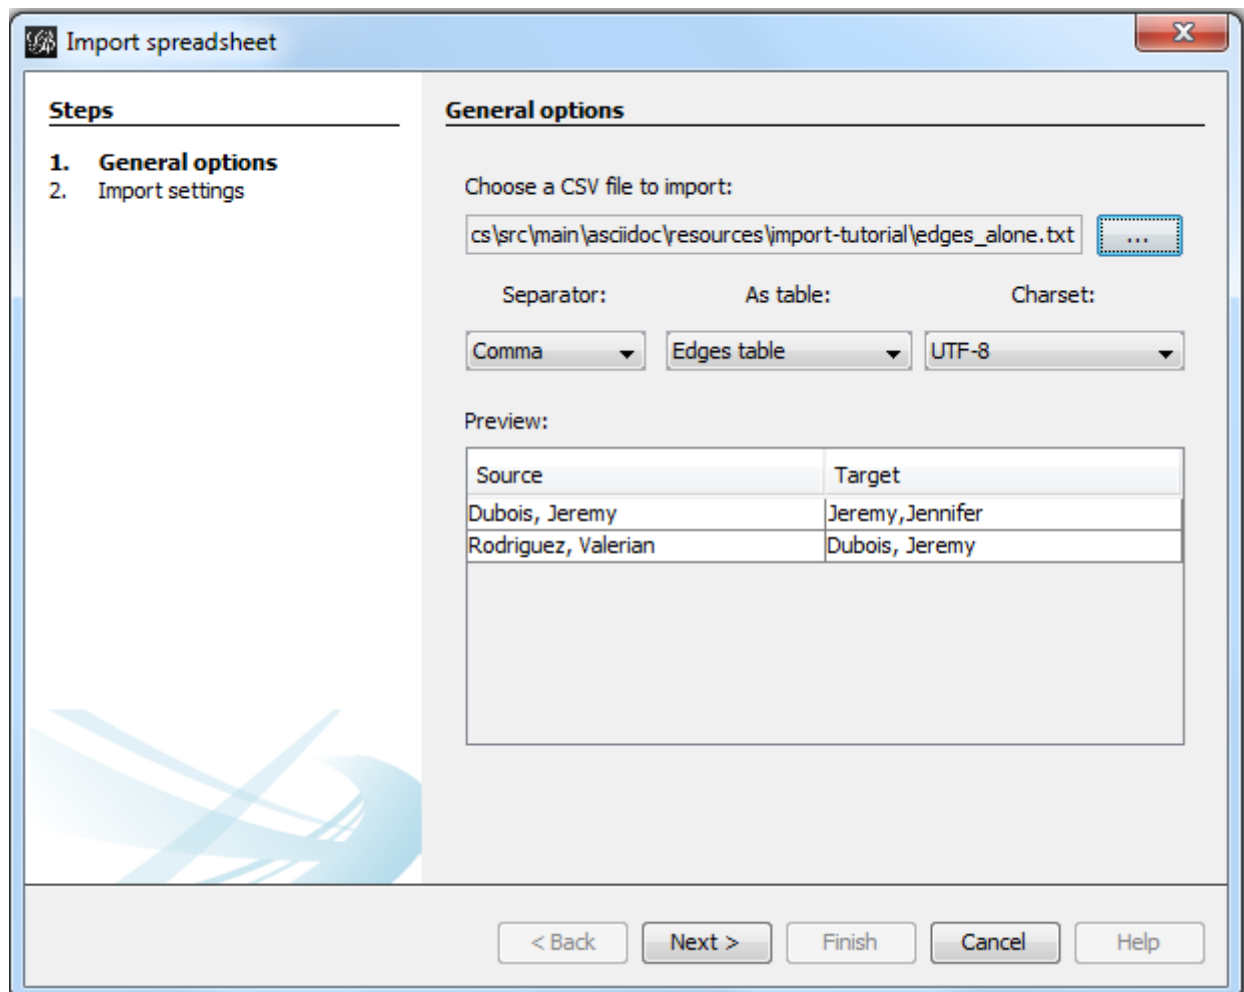 Import spreadsheet
Steps
1. General options
2. Import settings
General options
Choose a CSV file to import:
cs\src\main\asciidoc\resources\import-tutorial\edges_alone.txt ...
Separator: As table: Charset:
Comma Edges table UTF-8
Preview:
Source Target
Dubois, Jeremy Jeremy,Jennifer
Rodriguez, Valerian Dubois, Jeremy
< Back Next > Finish Cancel Help